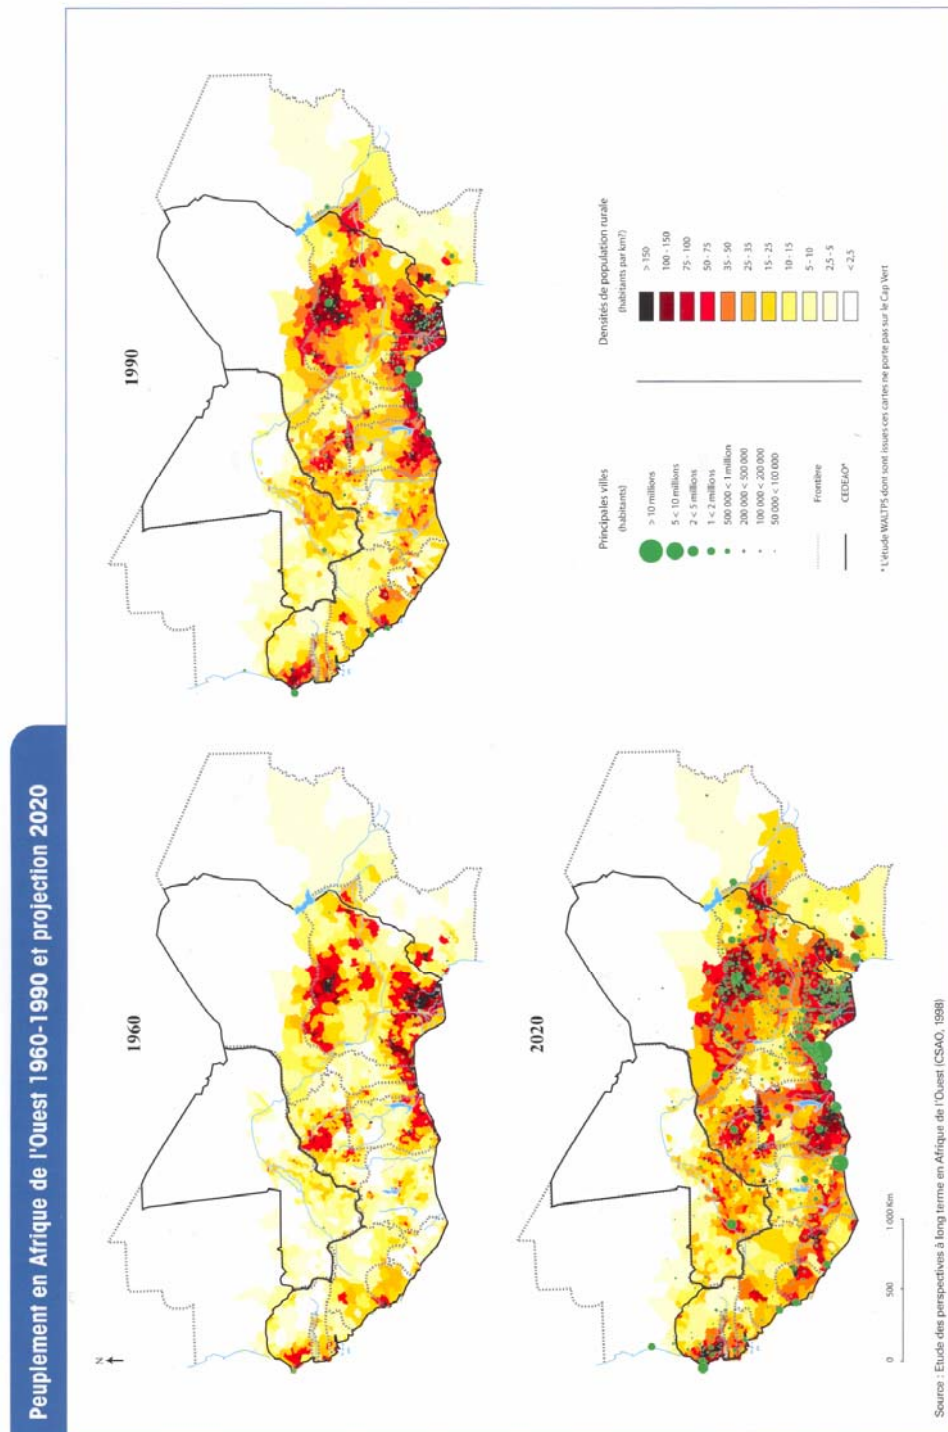 Peuplement en Afrique de l'Ouest 1960-1990 et projection 2020
N
1960
1990
2020
0 500 1 000 Km
Principales villes
(habitants)
> 10 millions
5 < 10 millions
2 < 5 millions
1 < 2 millions
500 000 < 1 million
200 000 < 500 000
100 000 < 200 000
50 000 < 100 000
Frontière
CEDEAO*
Densités de population rurale
(habitants par km?)
> 150
100 - 150
75 - 100
50 - 75
35 - 50
25 - 35
15 - 25
10 - 15
5 - 10
2,5 - 5
< 2,5
* L'étude WALTPS dont sont issues ces cartes ne porte pas sur le Cap Vert
Source : Etude des perspectives à long terme en Afrique de l'Ouest (CSAO, 1998)